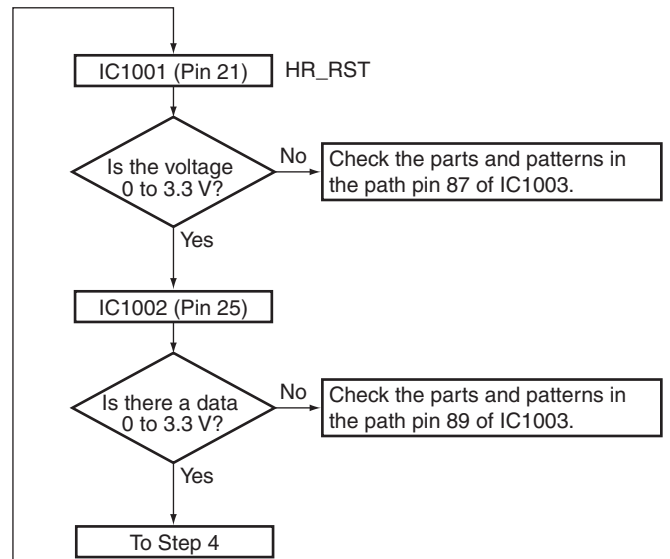 IC1001 (Pin 21) HR_RST
Is the voltage
0 to 3.3 V?
No
Check the parts and patterns in
the path pin 87 of IC1003.
Yes
IC1002 (Pin 25)
Is there a data
0 to 3.3 V?
No
Check the parts and patterns in
the path pin 89 of IC1003.
Yes
To Step 4